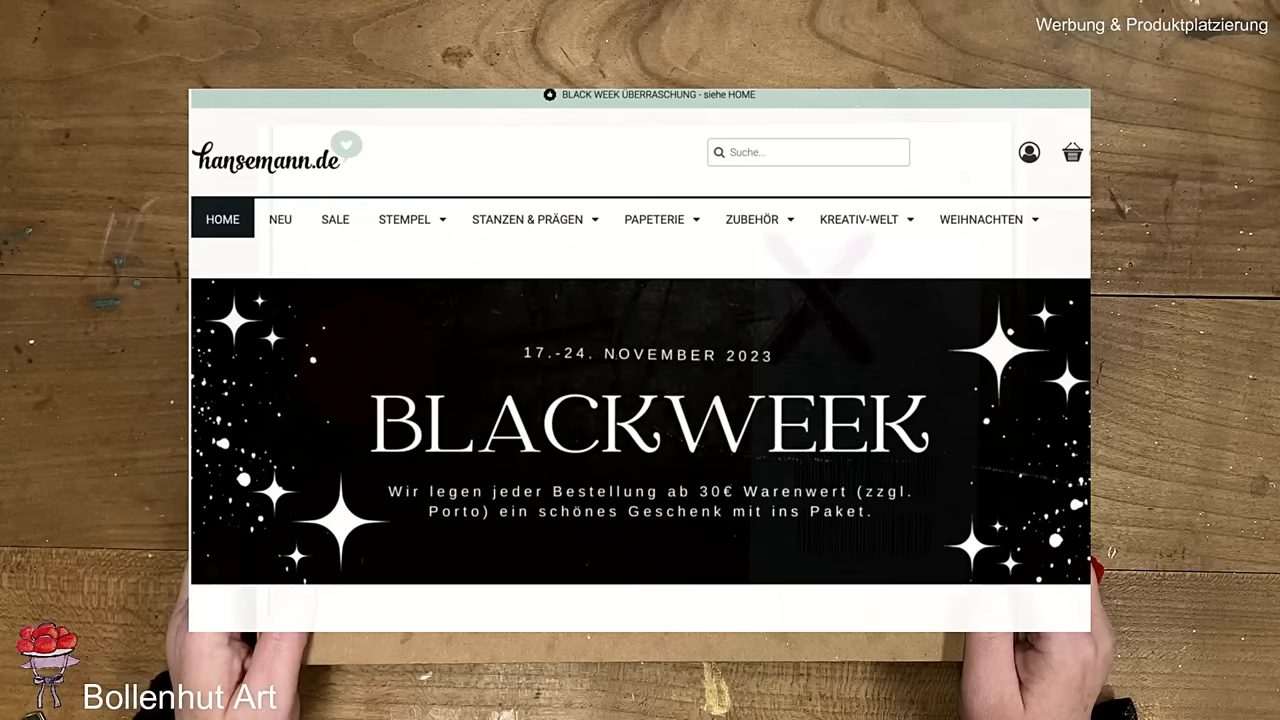 Werbung & Produktplatzierung
BLACK WEEK ÜBERRASCHUNG - siehe HOME
hansemann.de
Suche...
HOME NEU SALE STEMPEL STANZEN & PRÄGEN PAPETERIE ZUBEHÖR KREATIV-WELT WEIHNACHTEN
17.-24. NOVEMBER 2023
BLACKWEEK
Wir legen jeder Bestellung ab 30€ Warenwert (zzgl.
Porto) ein schönes Geschenk mit ins Paket.
Bollenhut Art